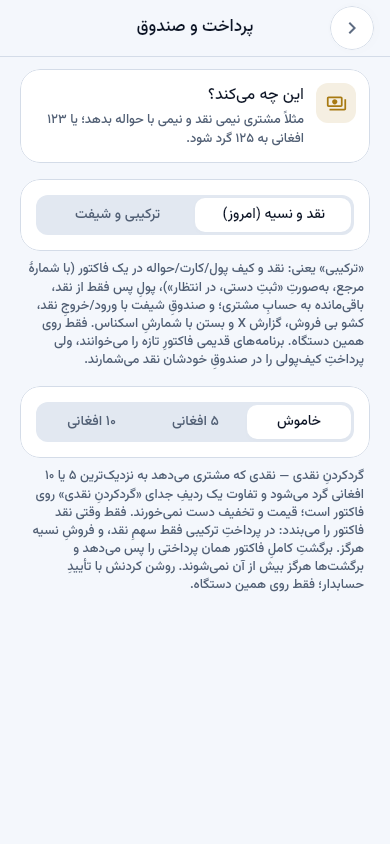 پرداخت و صندوق
این چه می‌کند؟
مثلاً مشتری نیمی نقد و نیمی با حواله بدهد؛ یا ۱۲۳
افغانی به ۱۲۵ گرد شود.
نقد و نسیه (امروز)
ترکیبی و شیفت
«ترکیبی» یعنی: نقد و کیف پول/کارت/حواله در یک فاکتور (با شمارهٔ
مرجع، به‌صورتِ «ثبتِ دستی، در انتظار»)، پولِ پس فقط از نقد،
باقی‌مانده به حسابِ مشتری؛ و صندوقِ شیفت با ورود/خروجِ نقد،
کشو بی فروش، گزارش X و بستن با شمارشِ اسکناس. فقط روی
همین دستگاه. برنامه‌های قدیمی فاکتورِ تازه را می‌خوانند، ولی
پرداختِ کیف‌پولی را در صندوقِ خودشان نقد می‌شمارند.
خاموش
۵ افغانی
۱۰ افغانی
گردکردنِ نقدی — نقدی که مشتری می‌دهد به نزدیک‌ترین ۵ یا ۱۰
افغانی گرد می‌شود و تفاوت یک ردیفِ جدای «گردکردنِ نقدی» روی
فاکتور است؛ قیمت و تخفیف دست نمی‌خورند. فقط وقتی نقد
فاکتور را می‌بندد: در پرداختِ ترکیبی فقط سهمِ نقد، و فروشِ نسیه
هرگز. برگشتِ کاملِ فاکتور همان پرداختی را پس می‌دهد و
برگشت‌ها هرگز بیش از آن نمی‌شوند. روشن کردنش با تأییدِ
حسابدار؛ فقط روی همین دستگاه.